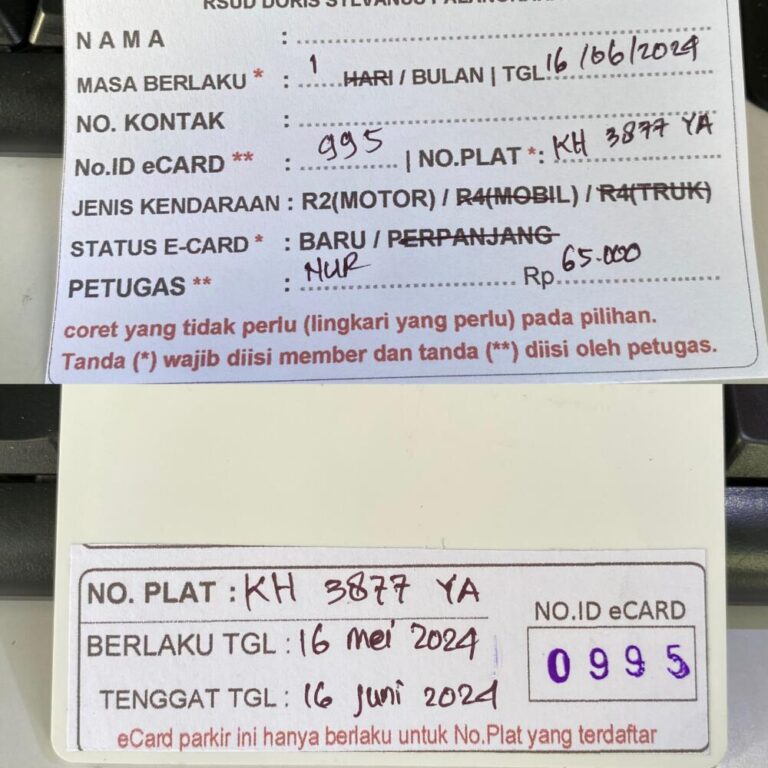 RSUD DORIS SYLVANUS PALANGKARAYA
NAMA :
MASA BERLAKU * : 1 HARI / BULAN | TGL 16/06/2024
NO. KONTAK :
No.ID eCARD ** : 995 | NO.PLAT *: KH 3877 YA
JENIS KENDARAAN : R2(MOTOR) / R4(MOBIL) / R4(TRUK)
STATUS E-CARD * : BARU / PERPANJANG
PETUGAS ** : NUR Rp 65.000
coret yang tidak perlu (lingkari yang perlu) pada pilihan.
Tanda (*) wajib diisi member dan tanda (**) diisi oleh petugas.
NO. PLAT : KH 3877 YA
BERLAKU TGL : 16 mei 2024
TENGGAT TGL : 16 juni 2024
NO.ID eCARD
0995
eCard parkir ini hanya berlaku untuk No.Plat yang terdaftar